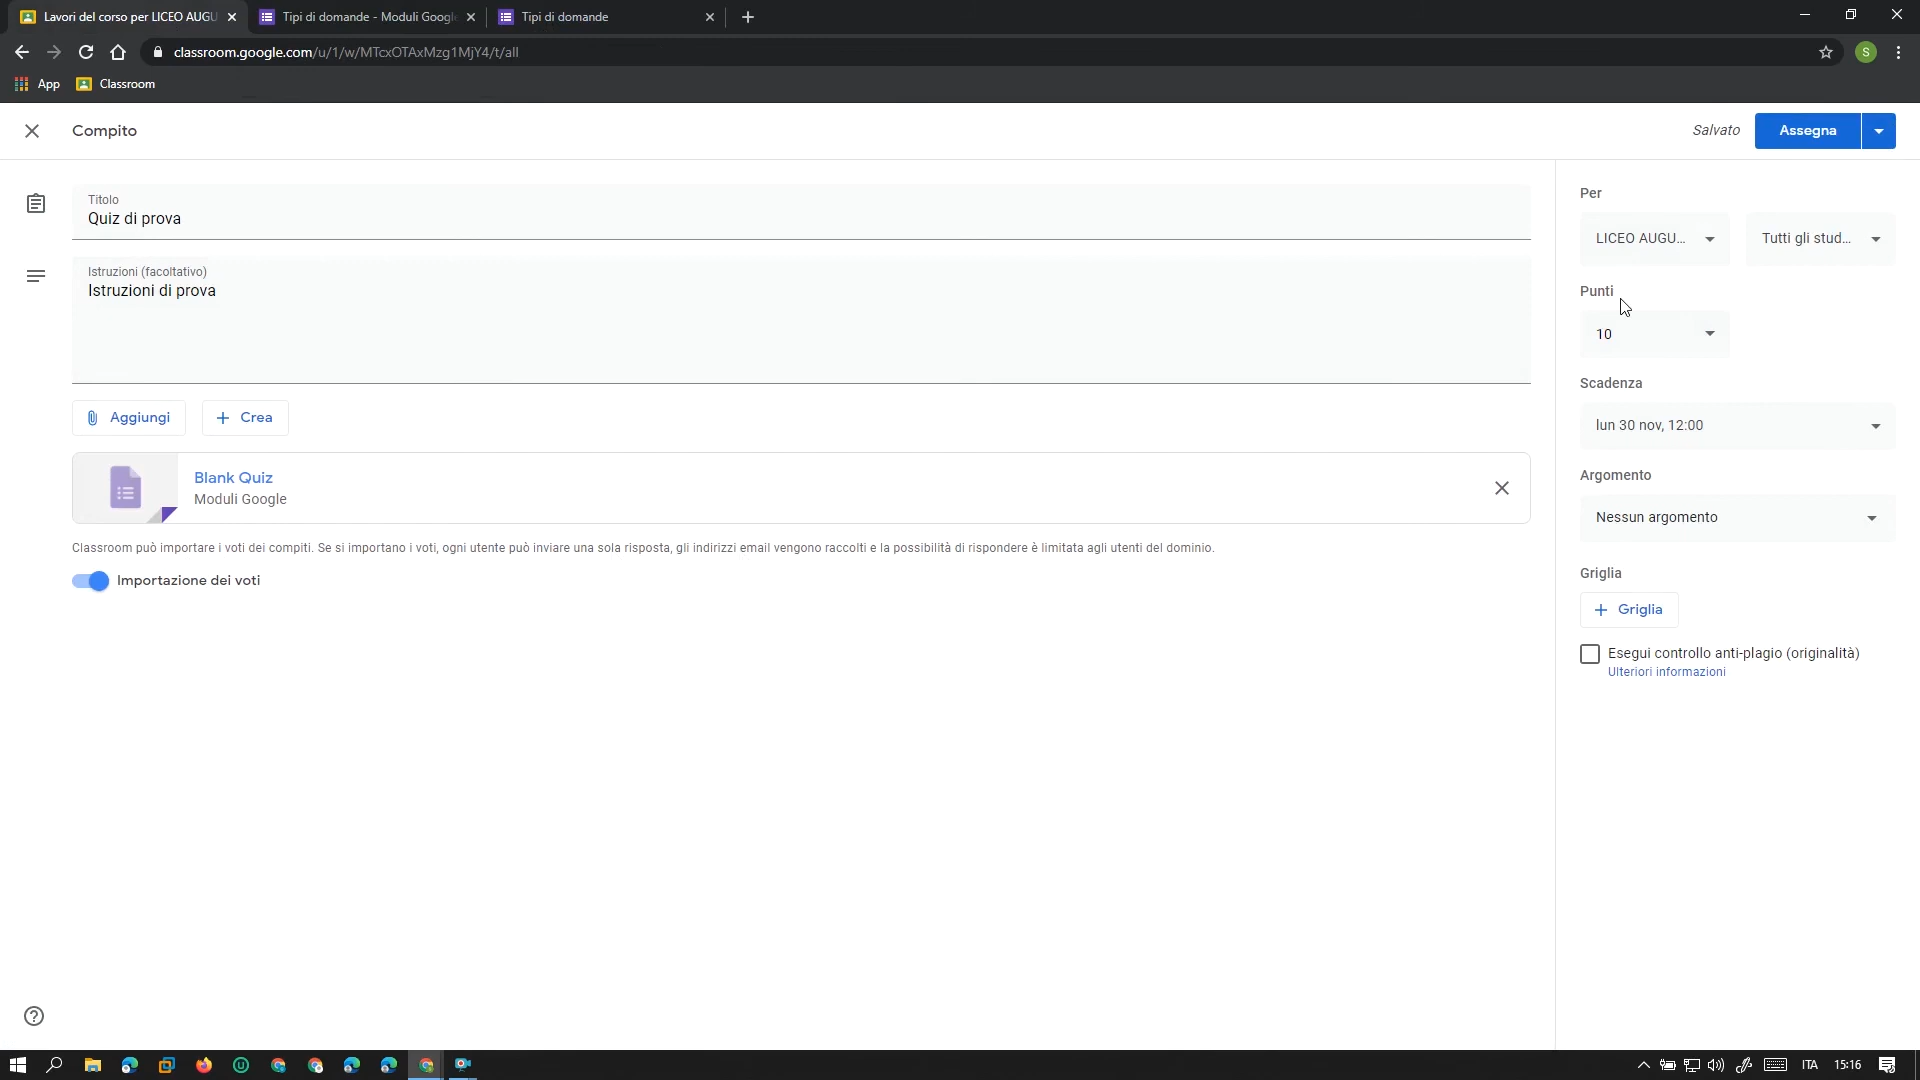 Lavori del corso per LICEO AUGU
Tipi di domande - Moduli Googl
Tipi di domande
classroom.google.com/u/1/w/MTcxOTAxMzg1MjY4/t/all
S
App
Classroom
Compito
Salvato
Assegna
Titolo
Quiz di prova
Istruzioni (facoltativo)
Istruzioni di prova
Aggiungi
Crea
Blank Quiz
Moduli Google
Classroom può importare i voti dei compiti. Se si importano i voti, ogni utente può inviare una sola risposta, gli indirizzi email vengono raccolti e la possibilità di rispondere è limitata agli utenti del dominio.
Importazione dei voti
Per
LICEO AUGU...
Tutti gli stud...
Punti
10
Scadenza
lun 30 nov, 12:00
Argomento
Nessun argomento
Griglia
Griglia
Esegui controllo anti-plagio (originalità)
Ulteriori informazioni
ITA
15:16